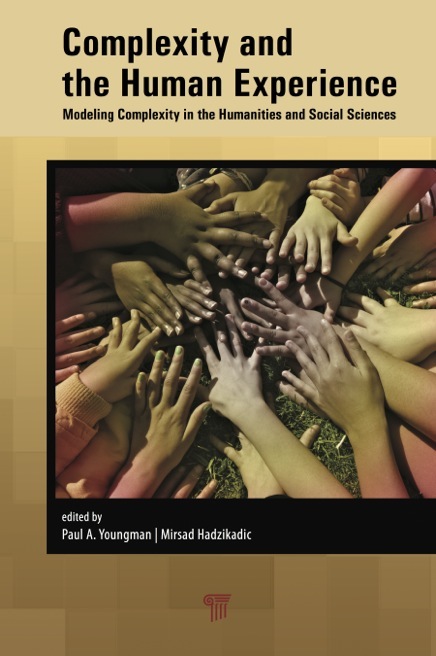 Complexity and
the Human Experience
Modeling Complexity in the Humanities and Social Sciences
edited by
Paul A. Youngman | Mirsad Hadzikadic